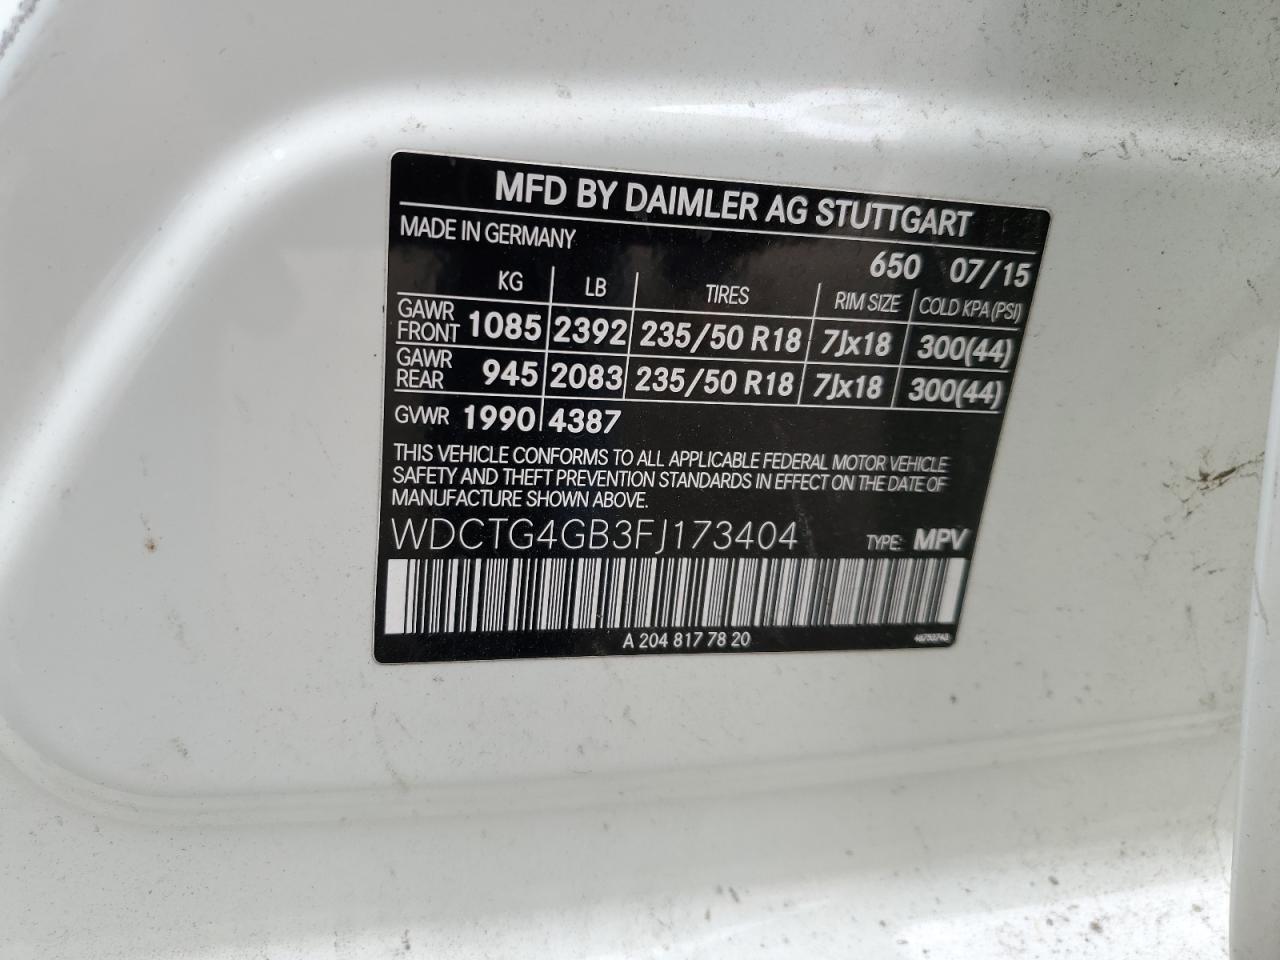 MFD BY DAIMLER AG STUTTGART
MADE IN GERMANY
650 07/15
KG LB TIRES RIM SIZE COLD KPA (PSI)
GAWR FRONT 1085 2392 235/50 R18 7Jx18 300(44)
GAWR REAR 945 2083 235/50 R18 7Jx18 300(44)
GVWR 1990 4387
THIS VEHICLE CONFORMS TO ALL APPLICABLE FEDERAL MOTOR VEHICLE
SAFETY AND THEFT PREVENTION STANDARDS IN EFFECT ON THE DATE OF
MANUFACTURE SHOWN ABOVE.
WDCTG4GB3FJ173404 TYPE: MPV
A 204 817 78 20